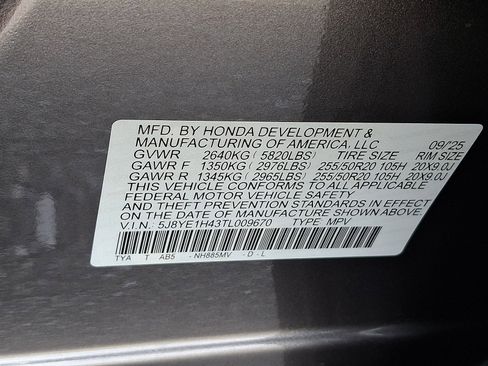 MFD. BY HONDA DEVELOPMENT &
MANUFACTURING OF AMERICA, LLC 09/'25
GVWR 2640KG (5820LBS) TIRE SIZE RIM SIZE
GAWR F 1350KG (2976LBS) 255/50R20 105H 20X9.0J
GAWR R 1345KG (2965LBS) 255/50R20 105H 20X9.0J
THIS VEHICLE CONFORMS TO ALL APPLICABLE
FEDERAL MOTOR VEHICLE SAFETY
AND THEFT PREVENTION STANDARDS IN EFFECT
ON THE DATE OF MANUFACTURE SHOWN ABOVE.
V.I.N.: 5J8YE1H43TL009670 TYPE: MPV
TYA T AB5 -NH885MV -D-L